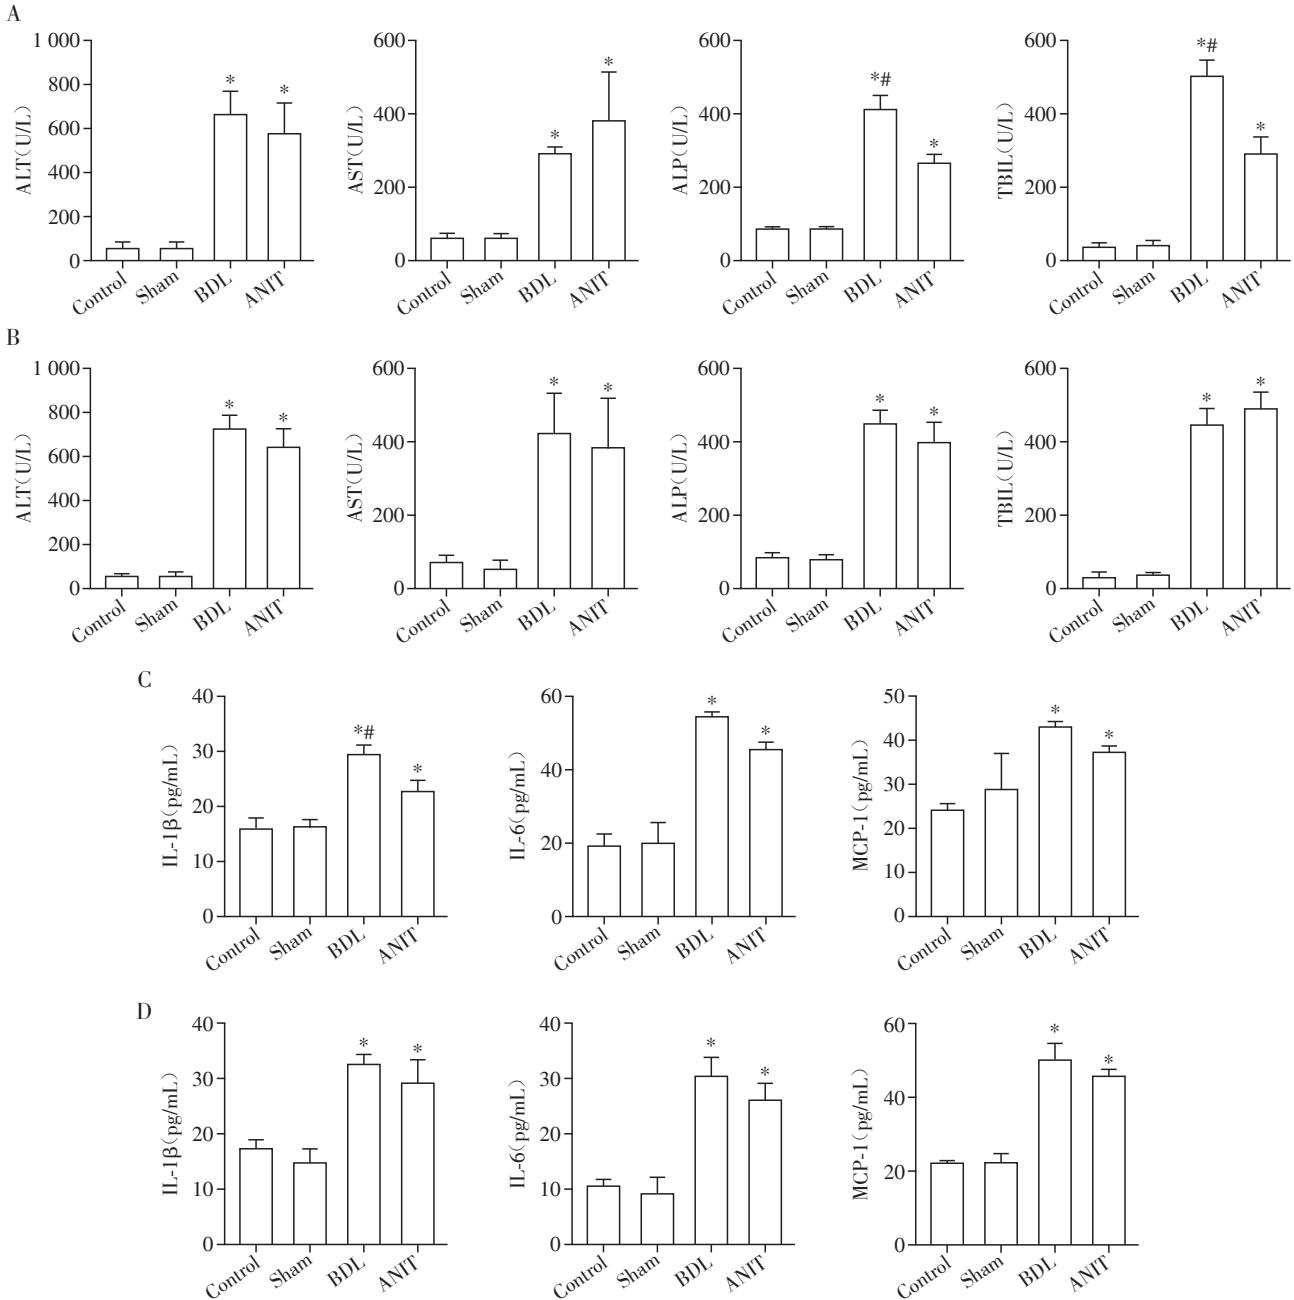 A
ALT(U/L)
1 000
800
600
400
200
0
*
*
Control
Sham
BDL
ANIT
AST(U/L)
600
400
200
0
*
*
Control
Sham
BDL
ANIT
ALP(U/L)
600
400
200
0
*#
*
Control
Sham
BDL
ANIT
TBIL(U/L)
600
400
200
0
*#
*
Control
Sham
BDL
ANIT
B
ALT(U/L)
1 000
800
600
400
200
0
*
*
Control
Sham
BDL
ANIT
AST(U/L)
600
400
200
0
*
*
Control
Sham
BDL
ANIT
ALP(U/L)
600
400
200
0
*
*
Control
Sham
BDL
ANIT
TBIL(U/L)
600
400
200
0
*
*
Control
Sham
BDL
ANIT
C
IL-1β(pg/mL)
40
30
20
10
0
*#
*
Control
Sham
BDL
ANIT
IL-6(pg/mL)
60
40
20
0
*
*
Control
Sham
BDL
ANIT
MCP-1(pg/mL)
50
40
30
20
10
0
*
*
Control
Sham
BDL
ANIT
D
IL-1β(pg/mL)
40
30
20
10
0
*
*
Control
Sham
BDL
ANIT
IL-6(pg/mL)
40
30
20
10
0
*
*
Control
Sham
BDL
ANIT
MCP-1(pg/mL)
60
40
20
0
*
*
Control
Sham
BDL
ANIT